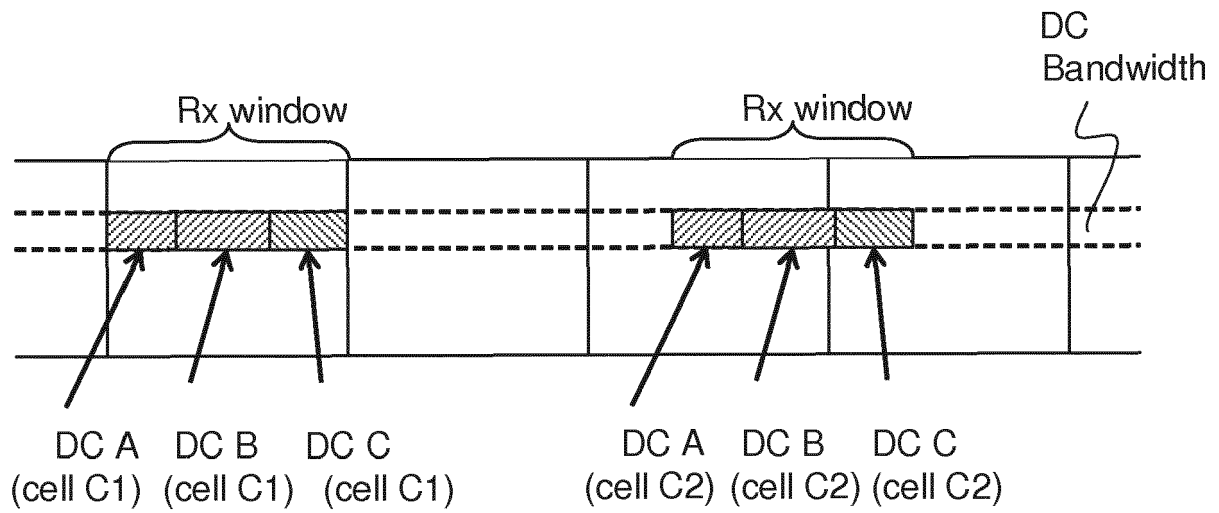 DC
Bandwidth
Rx window
Rx window
DC A
(cell C1)
DC B
(cell C1)
DC C
(cell C1)
DC A
(cell C2)
DC B
(cell C2)
DC C
(cell C2)